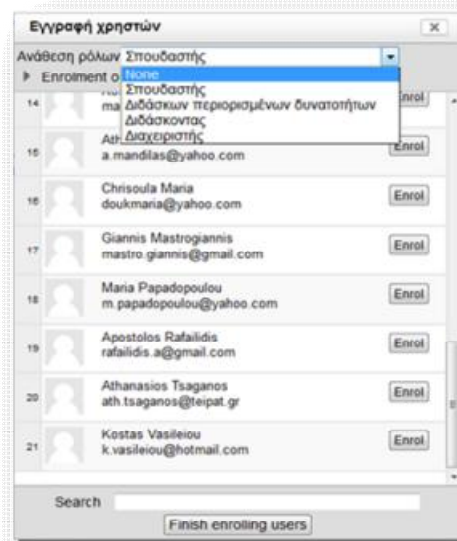 Εγγραφή χρηστών
Ανάθεση ρόλων Σπουδαστής
Enrolment o
None
Σπουδαστής
Διδάσκων περιορισμένων δυνατοτήτων
Διδάσκοντας
Διαχειριστής
14
ma
Enrol
15
Ath
a.mandilas@yahoo.com
Enrol
16
Chrisoula Maria
doukmaria@yahoo.com
Enrol
17
Giannis Mastrogiannis
mastro.giannis@gmail.com
Enrol
18
Maria Papadopoulou
m.papadopoulou@yahoo.com
Enrol
19
Apostolos Rafailidis
rafailidis.a@gmail.com
Enrol
20
Athanasios Tsaganos
ath.tsaganos@teipat.gr
Enrol
21
Kostas Vasileiou
k.vasileiou@hotmail.com
Enrol
Search
Finish enrolling users